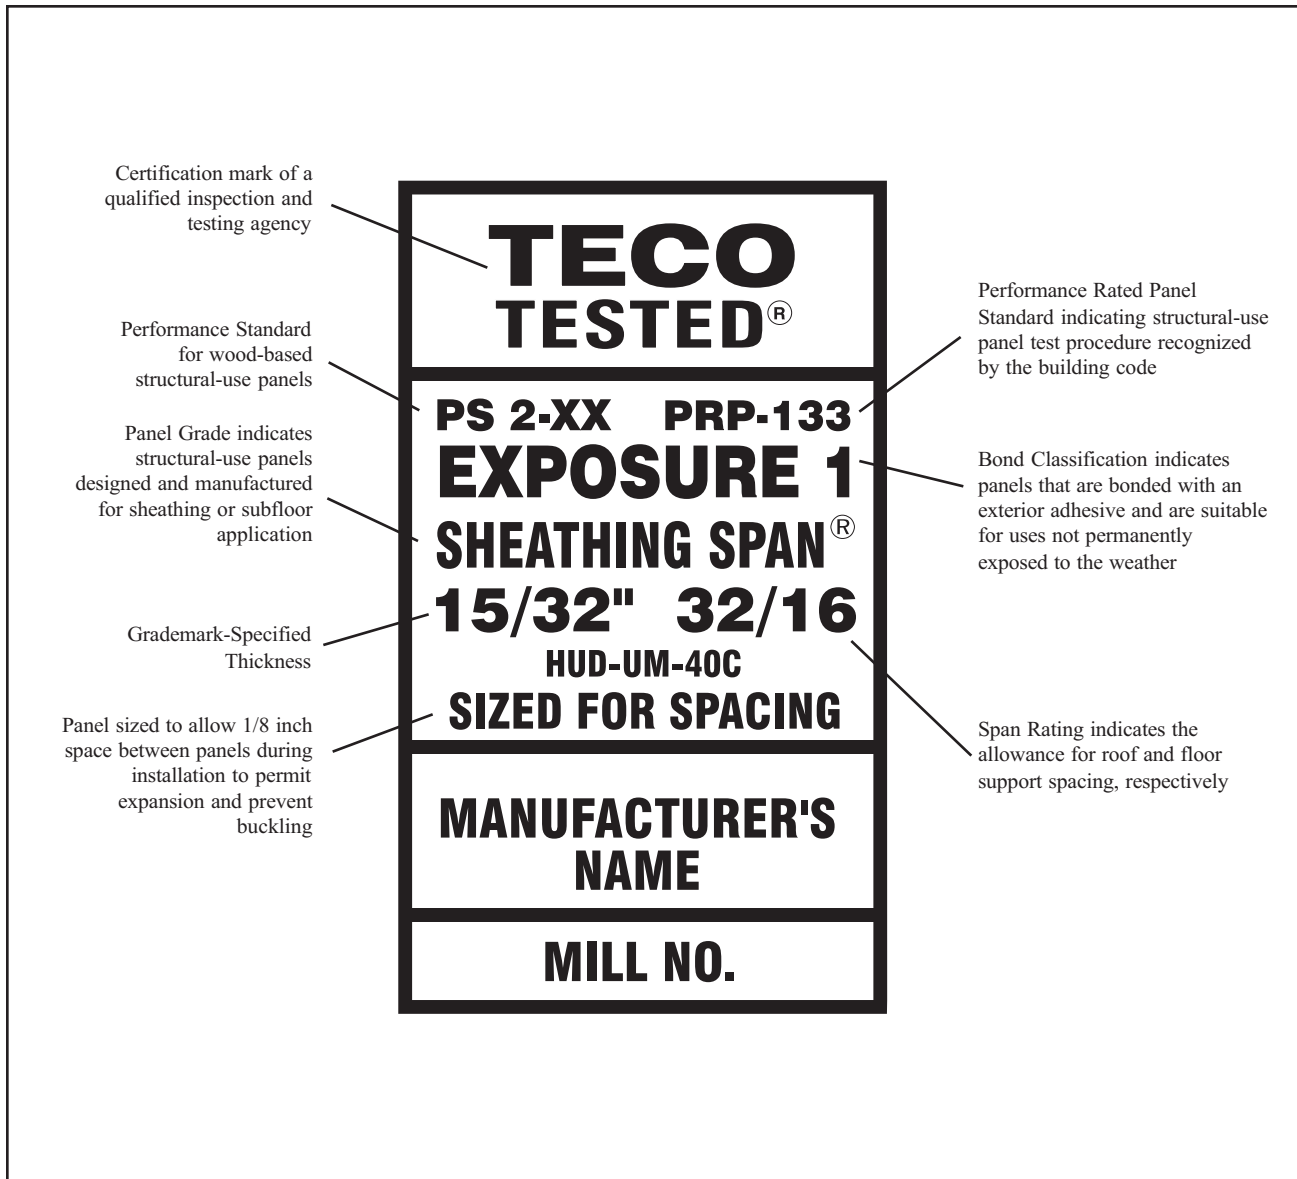 Certification mark of a
qualified inspection and
testing agency
Performance Standard
for wood-based
structural-use panels
Panel Grade indicates
structural-use panels
designed and manufactured
for sheathing or subfloor
application
Grademark-Specified
Thickness
Panel sized to allow 1/8 inch
space between panels during
installation to permit
expansion and prevent
buckling
TECO
TESTED®
PS 2-XX PRP-133
EXPOSURE 1
SHEATHING SPAN®
15/32" 32/16
HUD-UM-40C
SIZED FOR SPACING
MANUFACTURER'S
NAME
MILL NO.
Performance Rated Panel
Standard indicating structural-use
panel test procedure recognized
by the building code
Bond Classification indicates
panels that are bonded with an
exterior adhesive and are suitable
for uses not permanently
exposed to the weather
Span Rating indicates the
allowance for roof and floor
support spacing, respectively